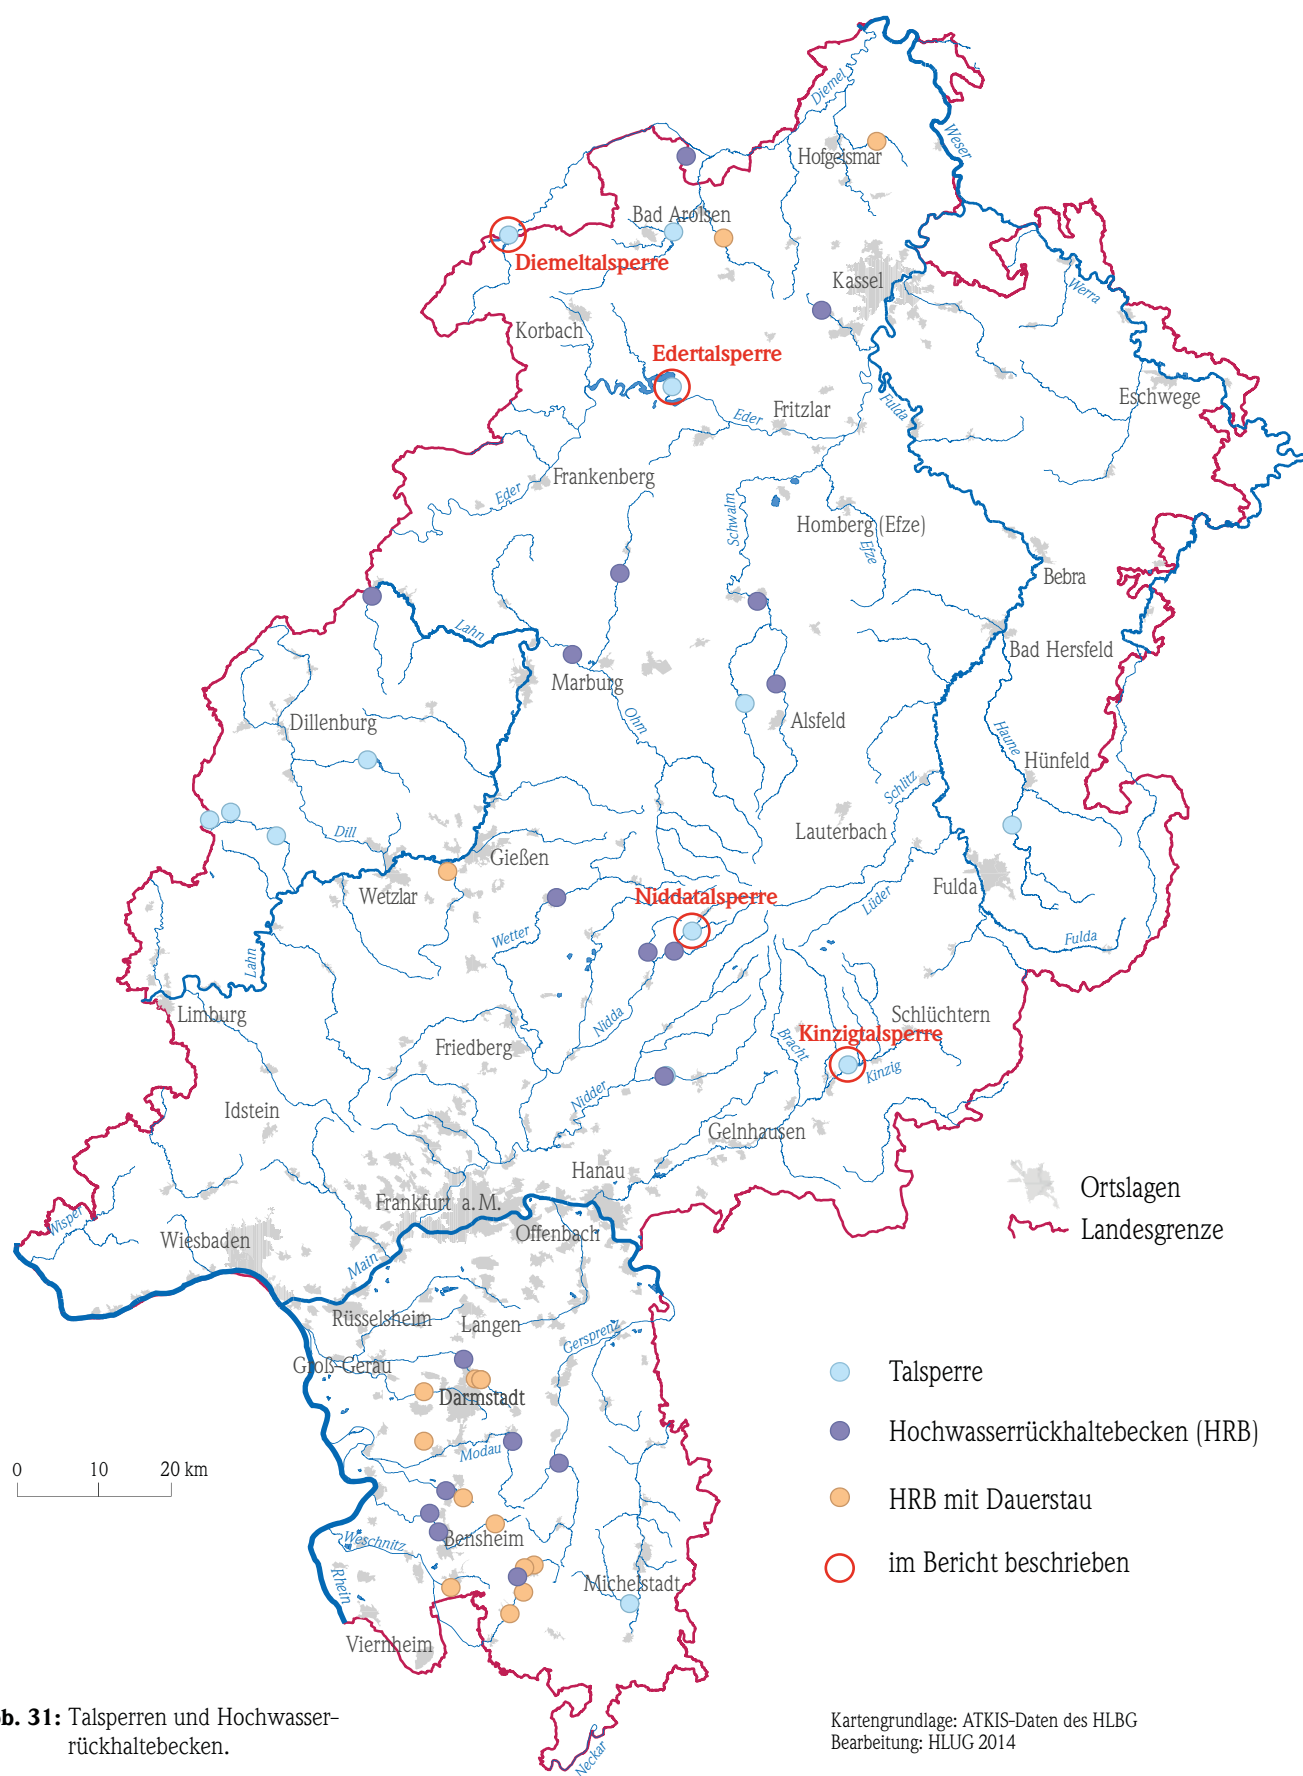 Diemel
Weser
Hofgeismar
Bad Arolsen
Diemeltalsperre
Kassel
Werra
Korbach
Edertalsperre
Eschwege
Fritzlar
Eder
Fulda
Frankenberg
Eder
Schwalm
Homberg (Efze)
Efze
Bebra
Lahn
Bad Hersfeld
Marburg
Ohm
Alsfeld
Dillenburg
Haune
Hünfeld
Schlitz
Lauterbach
Dill
Gießen
Wetzlar
Fulda
Niddatalsperre
Lüder
Wetter
Fulda
Lahn
Limburg
Nidda
Schlüchtern
Kinzigtalsperre
Bracht
Friedberg
Kinzig
Nidder
Idstein
Gelnhausen
Hanau
Frankfurt a.M.
Offenbach
Wisper
Wiesbaden
Main
Rüsselsheim
Langen
Gersprenz
Groß-Gerau
Darmstadt
Modau
Bensheim
Weschnitz
Rhein
Michelstadt
Viernheim
Neckar
Ortslagen
Landesgrenze
Talsperre
Hochwasserrückhaltebecken (HRB)
HRB mit Dauerstau
im Bericht beschrieben
0 10 20 km
b. 31: Talsperren und Hochwasser-
rückhaltebecken.
Kartengrundlage: ATKIS-Daten des HLBG
Bearbeitung: HLUG 2014